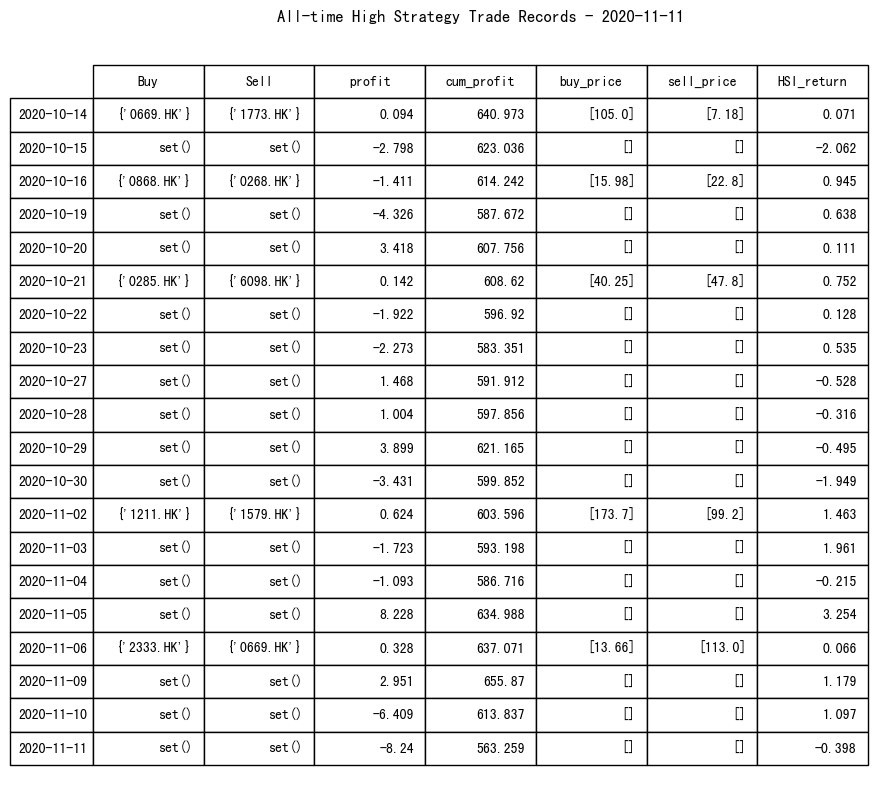 All-time High Strategy Trade Records - 2020-11-11
Buy Sell profit cum_profit buy_price sell_price HSI_return
2020-10-14 {'0669.HK'} {'1773.HK'} 0.094 640.973 [105.0] [7.18] 0.071
2020-10-15 set() set() -2.798 623.036 [] [] -2.062
2020-10-16 {'0868.HK'} {'0268.HK'} -1.411 614.242 [15.98] [22.8] 0.945
2020-10-19 set() set() -4.326 587.672 [] [] 0.638
2020-10-20 set() set() 3.418 607.756 [] [] 0.111
2020-10-21 {'0285.HK'} {'6098.HK'} 0.142 608.62 [40.25] [47.8] 0.752
2020-10-22 set() set() -1.922 596.92 [] [] 0.128
2020-10-23 set() set() -2.273 583.351 [] [] 0.535
2020-10-27 set() set() 1.468 591.912 [] [] -0.528
2020-10-28 set() set() 1.004 597.856 [] [] -0.316
2020-10-29 set() set() 3.899 621.165 [] [] -0.495
2020-10-30 set() set() -3.431 599.852 [] [] -1.949
2020-11-02 {'1211.HK'} {'1579.HK'} 0.624 603.596 [173.7] [99.2] 1.463
2020-11-03 set() set() -1.723 593.198 [] [] 1.961
2020-11-04 set() set() -1.093 586.716 [] [] -0.215
2020-11-05 set() set() 8.228 634.988 [] [] 3.254
2020-11-06 {'2333.HK'} {'0669.HK'} 0.328 637.071 [13.66] [113.0] 0.066
2020-11-09 set() set() 2.951 655.87 [] [] 1.179
2020-11-10 set() set() -6.409 613.837 [] [] 1.097
2020-11-11 set() set() -8.24 563.259 [] [] -0.398